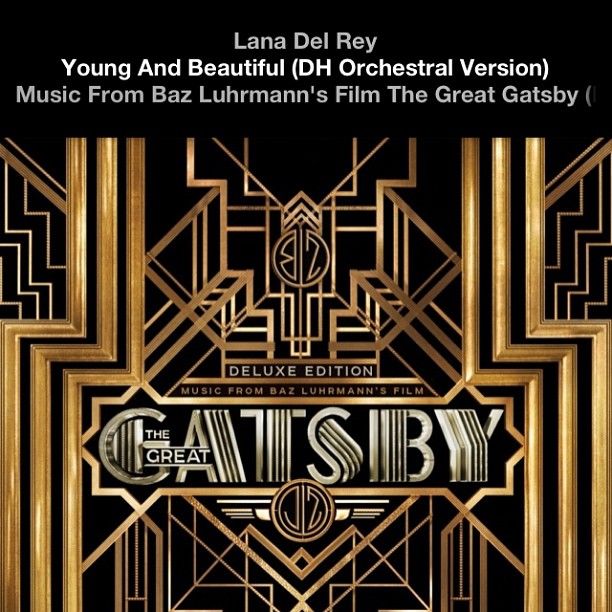 Lana Del Rey
Young And Beautiful (DH Orchestral Version)
Music From Baz Luhrmann's Film The Great Gatsby (
DELUXE EDITION
MUSIC FROM BAZ LUHRMANN'S FILM
THE
GREAT
GATSBY